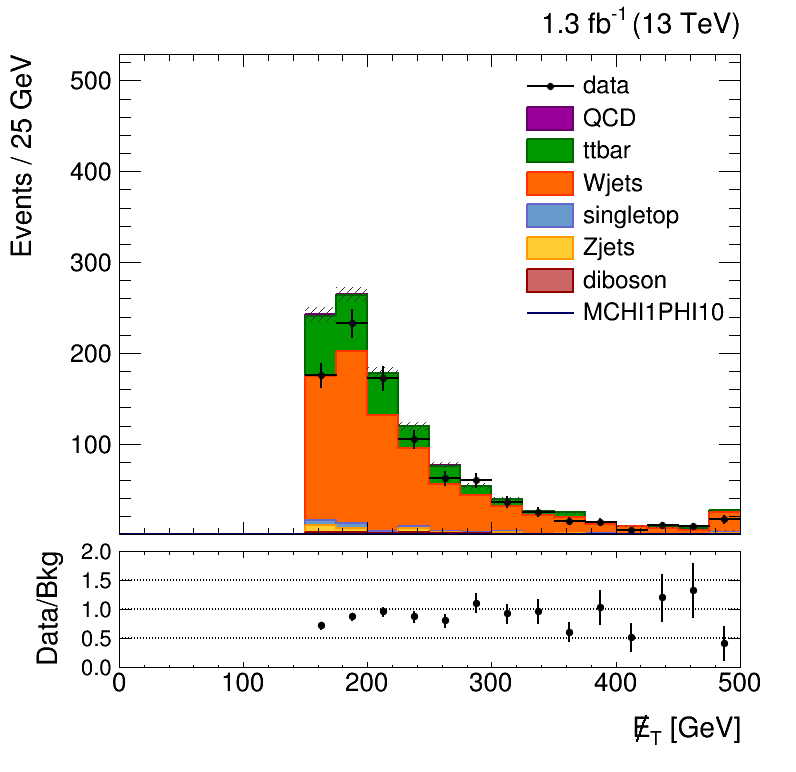 1.3 fb⁻¹ (13 TeV)
Events / 25 GeV
500
400
300
200
100
data
QCD
ttbar
Wjets
singletop
Zjets
diboson
MCHI1PHI10
Data/Bkg
2.0
1.5
1.0
0.5
0.0
0 100 200 300 400 500
E̸_T [GeV]